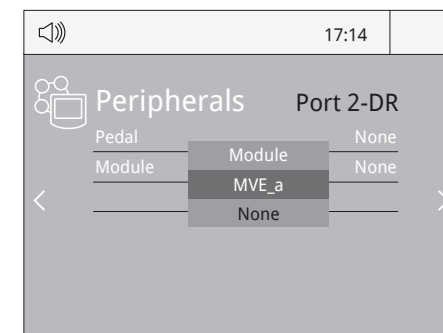 17:14
Peripherals Port 2-DR
Pedal None
Module
Module None
MVE_a
None